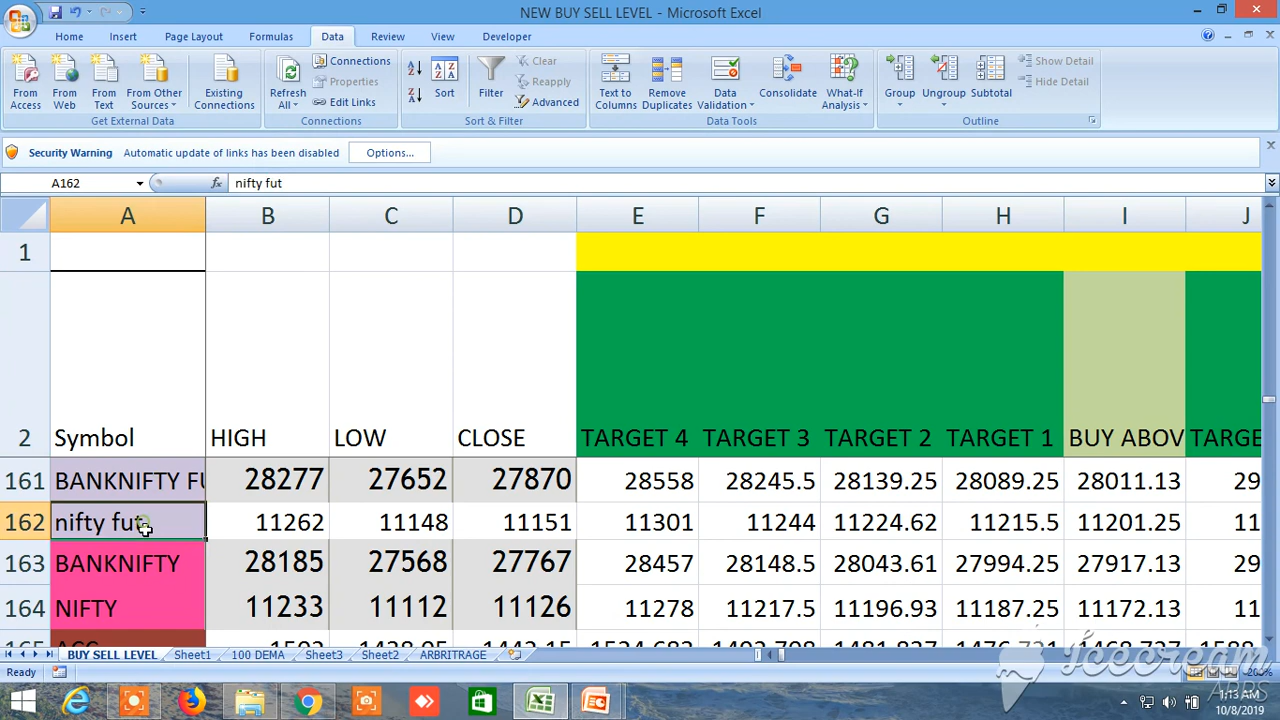 NEW BUY SELL LEVEL - Microsoft Excel
Home Insert Page Layout Formulas Data Review View Developer
From Access
From Web
From Text
From Other Sources
Existing Connections
Get External Data
Refresh All
Connections
Properties
Edit Links
Connections
Sort
Filter
Clear
Reapply
Advanced
Sort & Filter
Text to Columns
Remove Duplicates
Data Validation
Consolidate
What-If Analysis
Data Tools
Group
Ungroup
Subtotal
Show Detail
Hide Detail
Outline
Security Warning Automatic update of links has been disabled Options...
A162 fx nifty fut
A B C D E F G H I J
1
2 Symbol HIGH LOW CLOSE TARGET 4 TARGET 3 TARGET 2 TARGET 1 BUY ABOV TARGE
161 BANKNIFTY FU 28277 27652 27870 28558 28245.5 28139.25 28089.25 28011.13 29
162 nifty fut 11262 11148 11151 11301 11244 11224.62 11215.5 11201.25 11
163 BANKNIFTY 28185 27568 27767 28457 28148.5 28043.61 27994.25 27917.13 29
164 NIFTY 11233 11112 11126 11278 11217.5 11196.93 11187.25 11172.13 11
BUY SELL LEVEL Sheet1 100 DEMA Sheet3 Sheet2 ARBRITRAGE
Ready 200%
Icecream
APPS
1:13 AM
10/8/2019